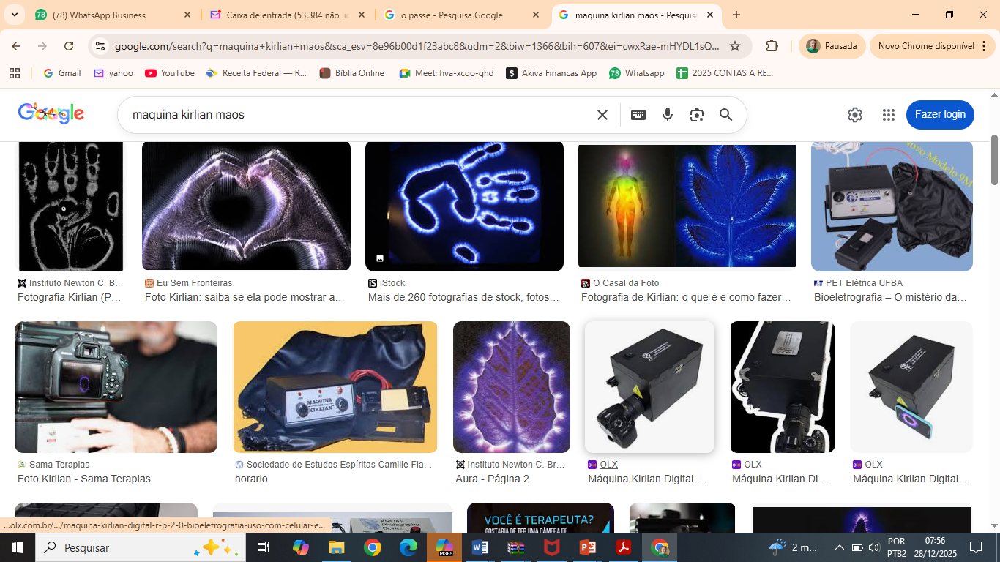 (78) WhatsApp Business
Caixa de entrada (53.384 não li
o passe - Pesquisa Google
maquina kirlian maos - Pesquisa
google.com/search?q=maquina+kirlian+maos&sca_esv=8e96b00d1f23abc8&udm=2&biw=1366&bih=607&ei=cwxRae-mHYDL1sQ...
Pausada
Novo Chrome disponível
Gmail
yahoo
YouTube
Receita Federal — R...
Bíblia Online
Meet: hva-xcqo-ghd
Akiva Financas App
78 Whatsapp
2025 CONTAS A RE...
Google
maquina kirlian maos
Fazer login
Novo Modelo 9M
Instituto Newton C. B...
Fotografia Kirlian (P...
Eu Sem Fronteiras
Foto Kirlian: saiba se ela pode mostrar a...
iStock
Mais de 260 fotografias de stock, fotos...
O Casal da Foto
Fotografia de Kirlian: o que é e como fazer...
PET Elétrica UFBA
Bioeletrografia – O mistério da...
MAQUINA
KIRLIAN
Sama Terapias
Foto Kirlian - Sama Terapias
Sociedade de Estudos Espíritas Camille Fla...
horario
Instituto Newton C. Br...
Aura - Página 2
OLX
Máquina Kirlian Digital ...
OLX
Máquina Kirlian Di...
OLX
Máquina Kirlian Digital...
KIRLIAN
Photography
Device
VOCÊ É TERAPEUTA?
GOSTARIA DE TER UMA CÂMERA DE
...olx.com.br/.../maquina-kirlian-digital-r-p-2-0-bioeletrografia-uso-com-celular-e...
Pesquisar
M365
2 m...
POR
PTB2
07:56
28/12/2025